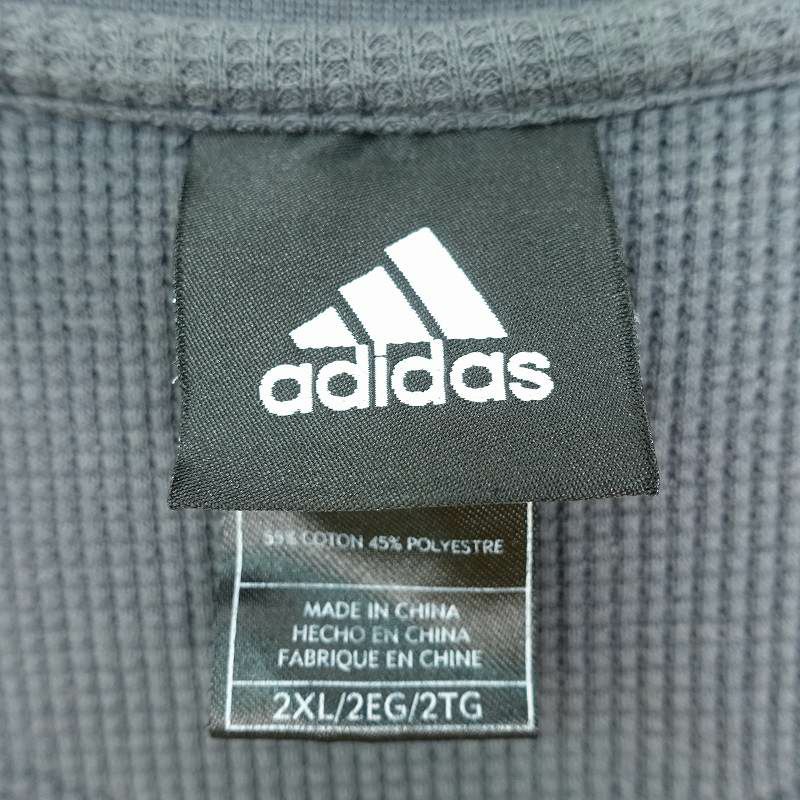 adidas
55% COTON 45% POLYESTRE
MADE IN CHINA
HECHO EN CHINA
FABRIQUE EN CHINE
2XL/2EG/2TG